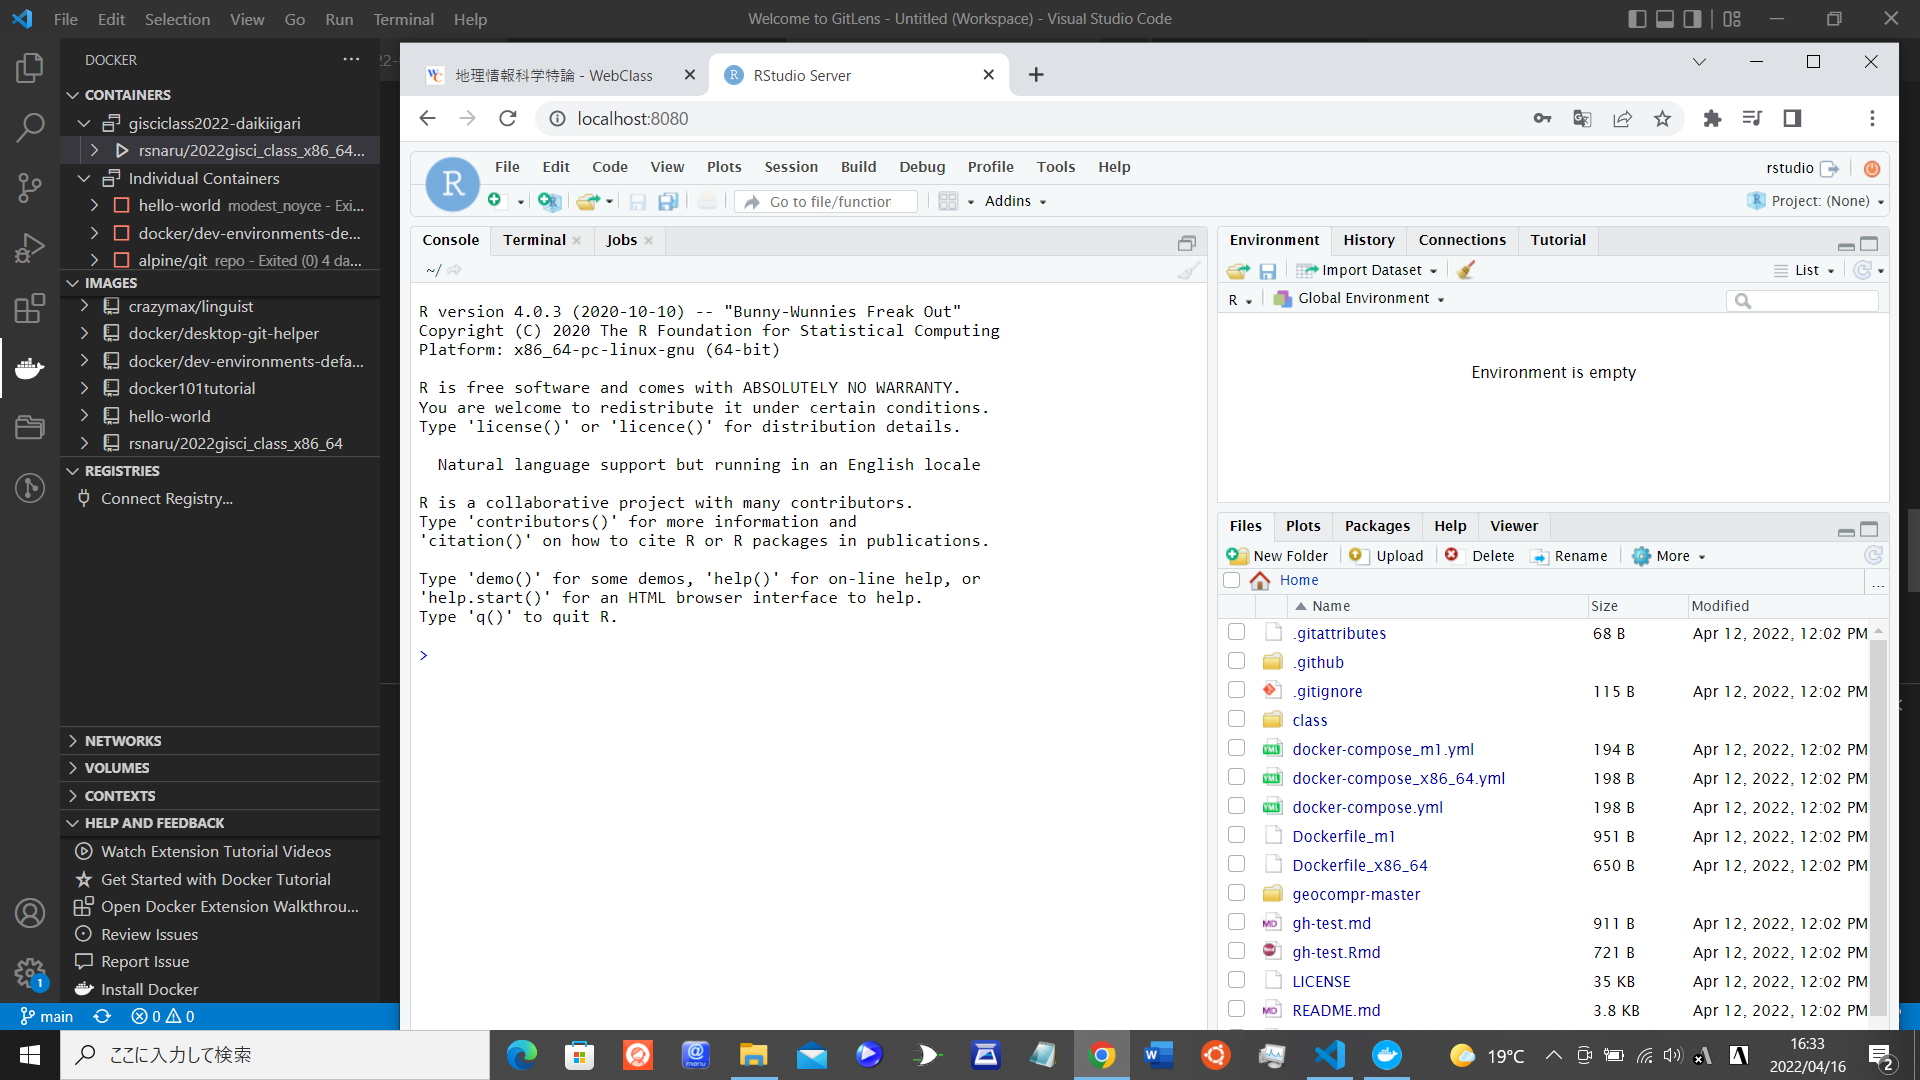 File Edit Selection View Go Run Terminal Help
Welcome to GitLens - Untitled (Workspace) - Visual Studio Code
DOCKER
CONTAINERS
gisciclass2022-daikiigari
rsnaru/2022gisci_class_x86_64...
Individual Containers
hello-world modest_noyce - Exi...
docker/dev-environments-de...
alpine/git repo - Exited (0) 4 da...
IMAGES
crazymax/linguist
docker/desktop-git-helper
docker/dev-environments-defa...
docker101tutorial
hello-world
rsnaru/2022gisci_class_x86_64
REGISTRIES
Connect Registry...
NETWORKS
VOLUMES
CONTEXTS
HELP AND FEEDBACK
Watch Extension Tutorial Videos
Get Started with Docker Tutorial
Open Docker Extension Walkthrou...
Review Issues
Report Issue
Install Docker
1
main 0 0
地理情報科学特論 - WebClass
RStudio Server
localhost:8080
R
File Edit Code View Plots Session Build Debug Profile Tools Help
rstudio
Go to file/function
Addins
Project: (None)
Console Terminal Jobs
~/
R version 4.0.3 (2020-10-10) -- "Bunny-Wunnies Freak Out"
Copyright (C) 2020 The R Foundation for Statistical Computing
Platform: x86_64-pc-linux-gnu (64-bit)
R is free software and comes with ABSOLUTELY NO WARRANTY.
You are welcome to redistribute it under certain conditions.
Type 'license()' or 'licence()' for distribution details.
Natural language support but running in an English locale
R is a collaborative project with many contributors.
Type 'contributors()' for more information and
'citation()' on how to cite R or R packages in publications.
Type 'demo()' for some demos, 'help()' for on-line help, or
'help.start()' for an HTML browser interface to help.
Type 'q()' to quit R.
>
Environment History Connections Tutorial
Import Dataset
List
R
Global Environment
Environment is empty
Files Plots Packages Help Viewer
New Folder Upload Delete Rename More
Home
...
Name Size Modified
.gitattributes 68 B Apr 12, 2022, 12:02 PM
.github
.gitignore 115 B Apr 12, 2022, 12:02 PM
class
docker-compose_m1.yml 194 B Apr 12, 2022, 12:02 PM
docker-compose_x86_64.yml 198 B Apr 12, 2022, 12:02 PM
docker-compose.yml 198 B Apr 12, 2022, 12:02 PM
Dockerfile_m1 951 B Apr 12, 2022, 12:02 PM
Dockerfile_x86_64 650 B Apr 12, 2022, 12:02 PM
geocompr-master
gh-test.md 911 B Apr 12, 2022, 12:02 PM
gh-test.Rmd 721 B Apr 12, 2022, 12:02 PM
LICENSE 35 KB Apr 12, 2022, 12:02 PM
README.md 3.8 KB Apr 12, 2022, 12:02 PM
ここに入力して検索
19°C
16:33
2022/04/16
2